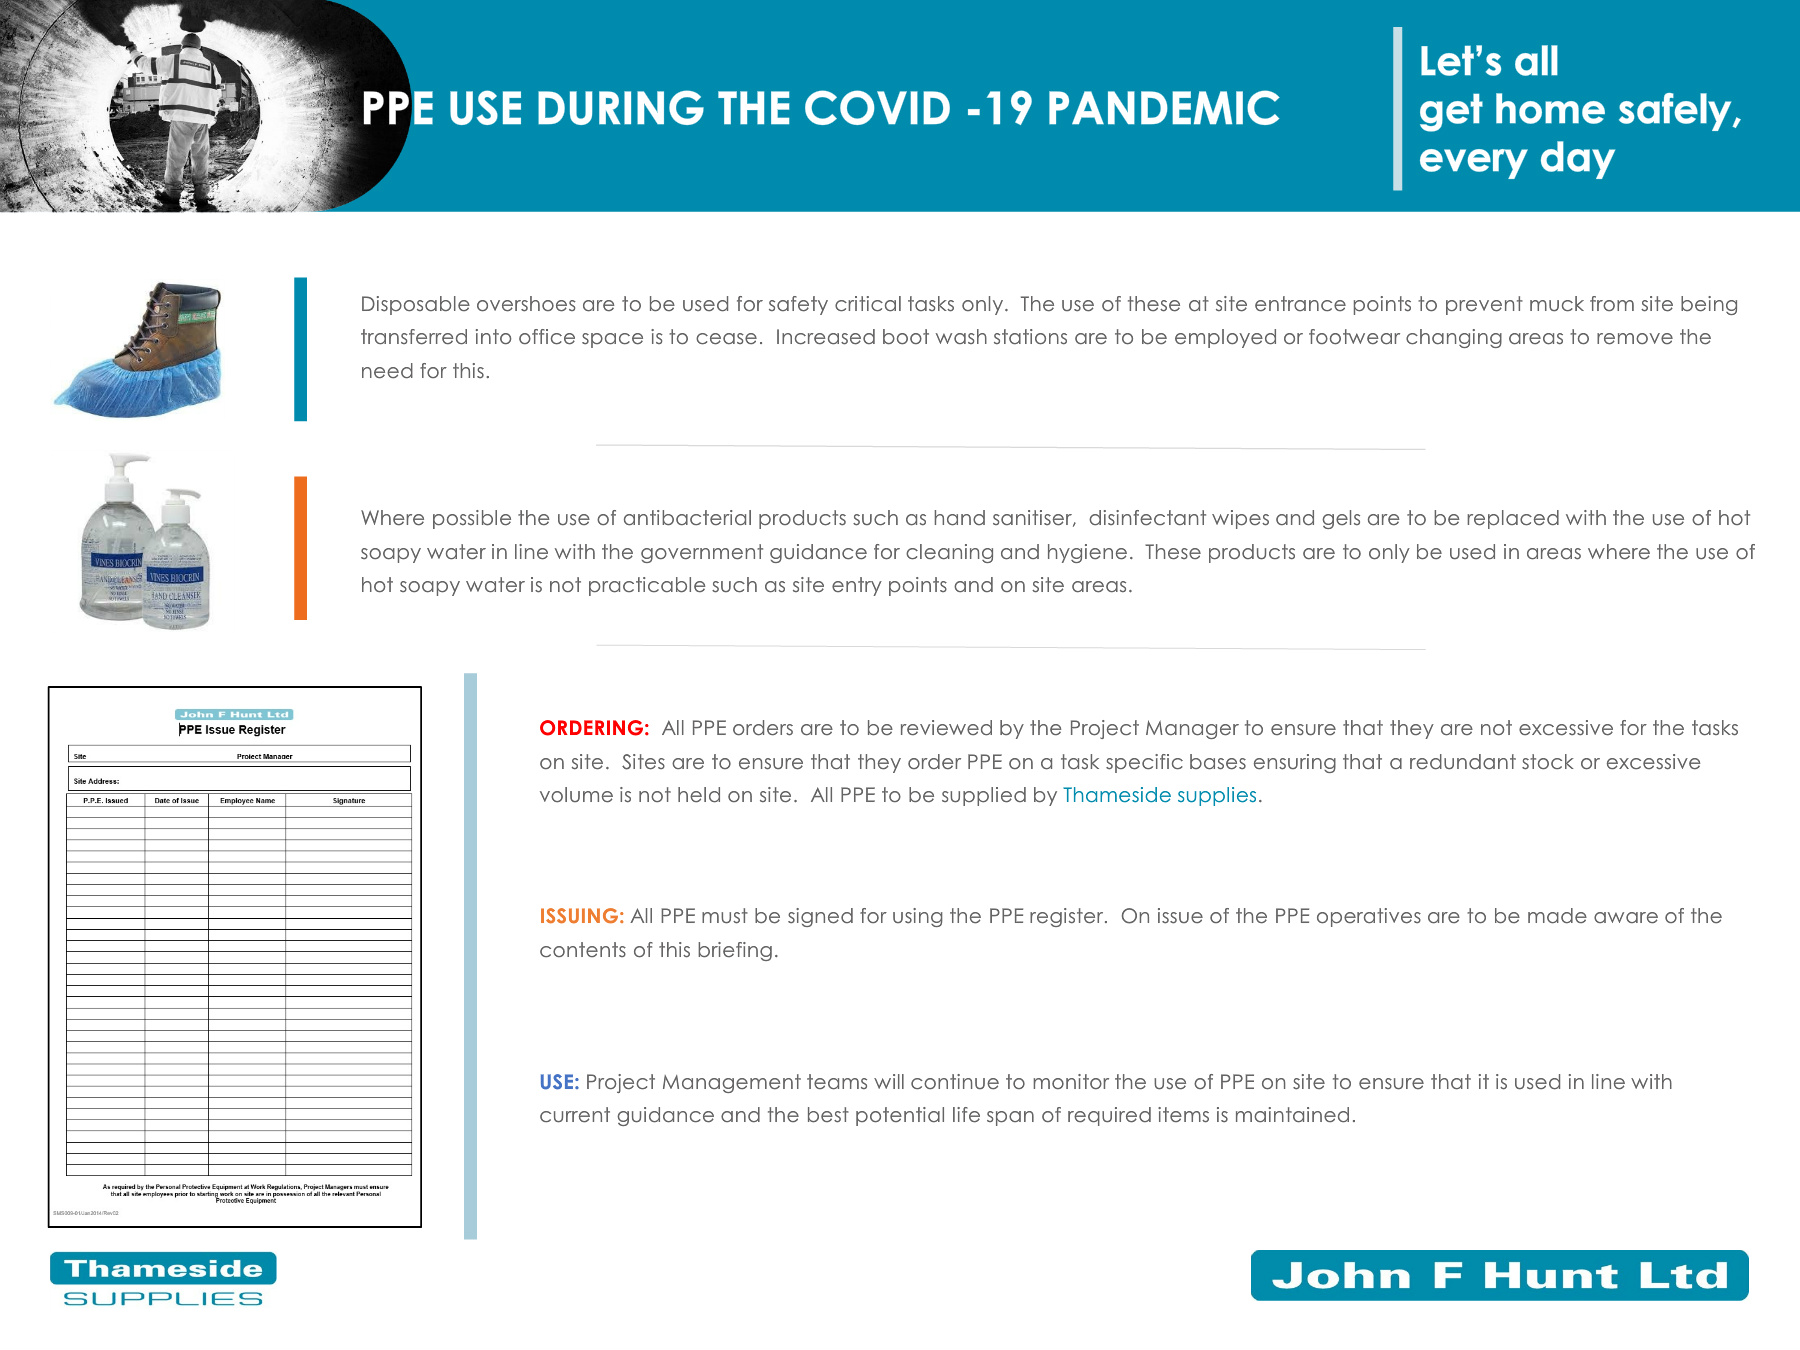 PPE USE DURING THE COVID -19 PANDEMIC
Let's all
get home safely,
every day
Disposable overshoes are to be used for safety critical tasks only.  The use of these at site entrance points to prevent muck from site being
transferred into office space is to cease.  Increased boot wash stations are to be employed or footwear changing areas to remove the
need for this.
VINES BIOCRIN
HAND CLEANSER
VINES BIOCRIN
HAND CLEANSER
Where possible the use of antibacterial products such as hand sanitiser,  disinfectant wipes and gels are to be replaced with the use of hot
soapy water in line with the government guidance for cleaning and hygiene.  These products are to only be used in areas where the use of
hot soapy water is not practicable such as site entry points and on site areas.
John F Hunt Ltd
PPE Issue Register
Site Project Manager
Site Address:
P.P.E. Issued Date of Issue Employee Name Signature
As required by the Personal Protective Equipment at Work Regulations, Project Managers must ensure
that all site employees prior to starting work on site are in possession of all the relevant Personal
Protective Equipment
ORDERING:  All PPE orders are to be reviewed by the Project Manager to ensure that they are not excessive for the tasks
on site.  Sites are to ensure that they order PPE on a task specific bases ensuring that a redundant stock or excessive
volume is not held on site.  All PPE to be supplied by Thameside supplies.
ISSUING: All PPE must be signed for using the PPE register.  On issue of the PPE operatives are to be made aware of the
contents of this briefing.
USE: Project Management teams will continue to monitor the use of PPE on site to ensure that it is used in line with
current guidance and the best potential life span of required items is maintained.
Thameside
SUPPLIES
John F Hunt Ltd